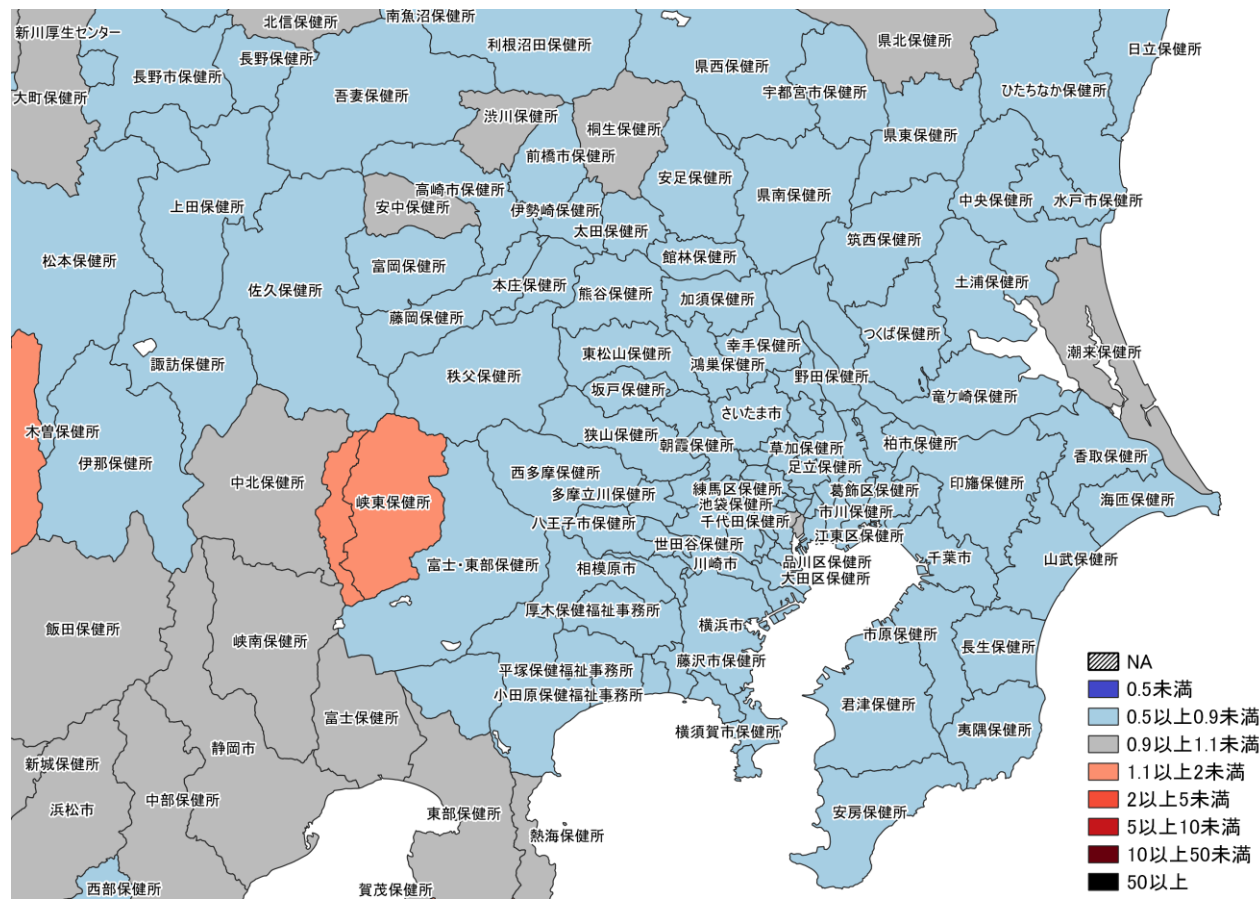 南魚沼保健所
北信保健所
新川厚生センター
県北保健所
利根沼田保健所
日立保健所
長野保健所
県西保健所
長野市保健所
ひたちなか保健所
宇都宮市保健所
吾妻保健所
大町保健所
渋川保健所
桐生保健所
県東保健所
前橋市保健所
安足保健所
高崎市保健所
県南保健所
中央保健所
水戸市保健所
上田保健所
安中保健所
伊勢崎保健所
太田保健所
筑西保健所
館林保健所
松本保健所
富岡保健所
土浦保健所
本庄保健所
佐久保健所
熊谷保健所
加須保健所
藤岡保健所
つくば保健所
幸手保健所
東松山保健所
潮来保健所
諏訪保健所
鴻巣保健所
秩父保健所
野田保健所
坂戸保健所
竜ケ崎保健所
さいたま市
木曽保健所
狭山保健所
朝霞保健所
草加保健所
柏市保健所
香取保健所
伊那保健所
西多摩保健所
足立保健所
中北保健所
印旛保健所
多摩立川保健所
練馬区保健所
葛飾区保健所
海匝保健所
峡東保健所
池袋保健所
市川保健所
八王子市保健所
千代田保健所
江東区保健所
世田谷保健所
千葉市
山武保健所
富士・東部保健所
相模原市
川崎市
品川区保健所
大田区保健所
厚木保健福祉事務所
飯田保健所
横浜市
市原保健所
峡南保健所
長生保健所
藤沢市保健所
平塚保健福祉事務所
小田原保健福祉事務所
君津保健所
富士保健所
夷隅保健所
横須賀市保健所
静岡市
新城保健所
中部保健所
浜松市
東部保健所
安房保健所
熱海保健所
西部保健所
賀茂保健所
NA
0.5未満
0.5以上0.9未満
0.9以上1.1未満
1.1以上2未満
2以上5未満
5以上10未満
10以上50未満
50以上